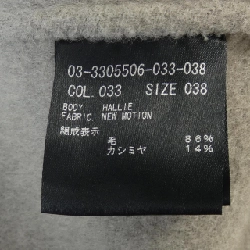 03-3305506-033-038
COL. 033 SIZE 038
BODY. HALLIE
FABRIC. NEW MOTION
組成表示
毛 86%
カシミヤ 14%